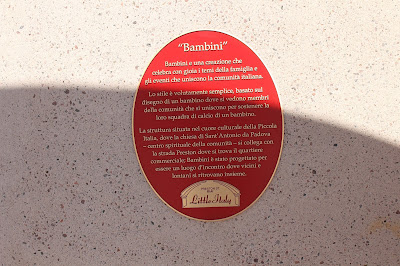 "Bambini"
Bambini e una creazione che
celebra con gioia i temi della famiglia e
gli eventi che uniscono la comunità italiana.
Lo stile è volutamente semplice, basato sul
disegno di un bambino dove si vedono membri
della comunità che si uniscono per sostenere la
loro squadra di calcio di un bambino.
La struttura situria nel cuore culturale della Piccola
Italia, dove la chiesa di Sant'Antonio da Padova
– centro spirituale della comunità – si collega con
la strada Preston dove si trova il quartiere
commerciale; Bambini è stato progettato per
essere un luogo d'incontro dove vicini e
lontani si ritrovano insieme.
Little Italy